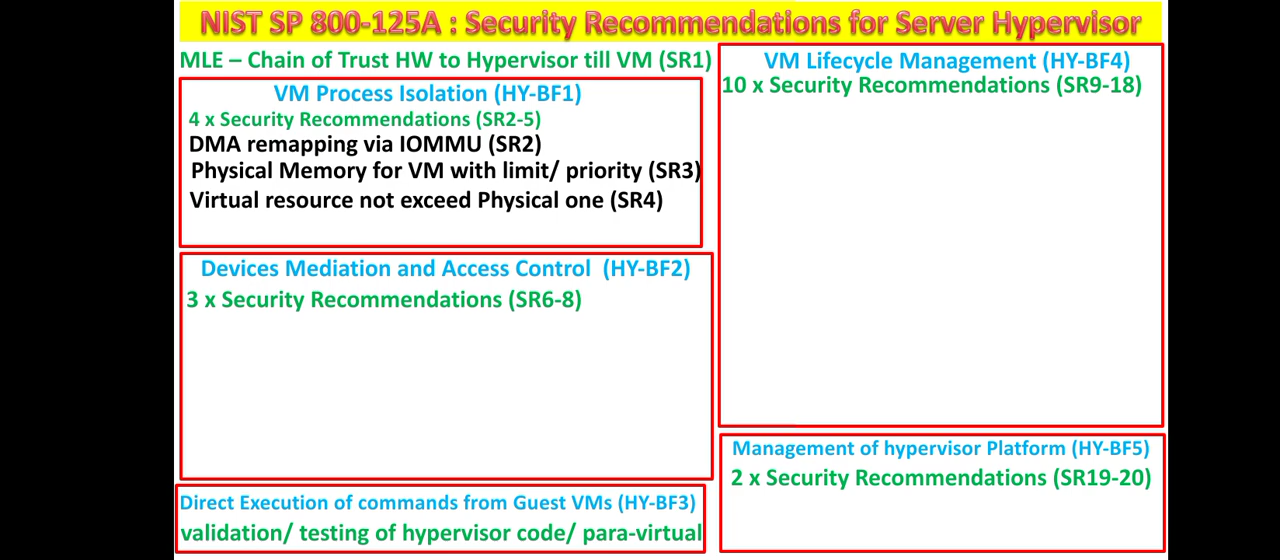 NIST SP 800-125A : Security Recommendations for Server Hypervisor
MLE – Chain of Trust HW to Hypervisor till VM (SR1)
VM Process Isolation (HY-BF1)
4 x Security Recommendations (SR2-5)
DMA remapping via IOMMU (SR2)
Physical Memory for VM with limit/ priority (SR3)
Virtual resource not exceed Physical one (SR4)
Devices Mediation and Access Control (HY-BF2)
3 x Security Recommendations (SR6-8)
Direct Execution of commands from Guest VMs (HY-BF3)
validation/ testing of hypervisor code/ para-virtual
VM Lifecycle Management (HY-BF4)
10 x Security Recommendations (SR9-18)
Management of hypervisor Platform (HY-BF5)
2 x Security Recommendations (SR19-20)